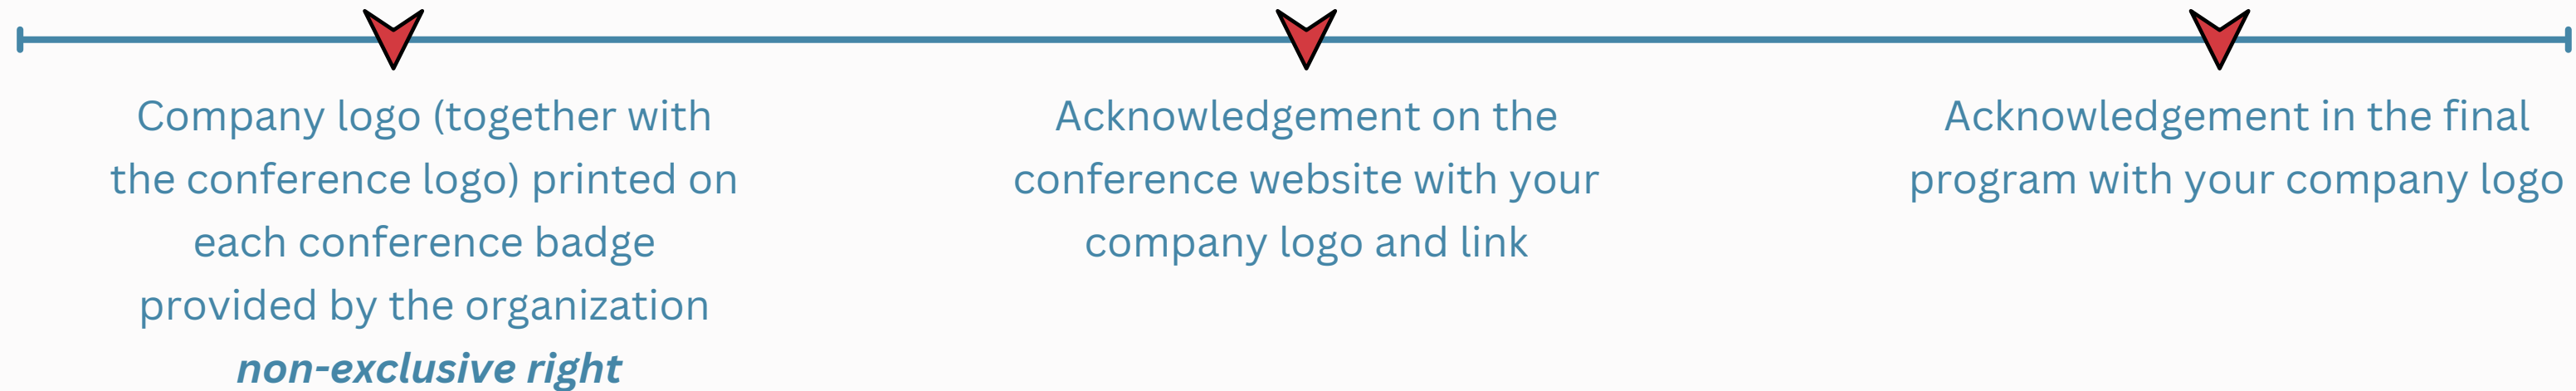 Company logo (together with
the conference logo) printed on
each conference badge
provided by the organization
non-exclusive right
Acknowledgement on the
conference website with your
company logo and link
Acknowledgement in the final
program with your company logo